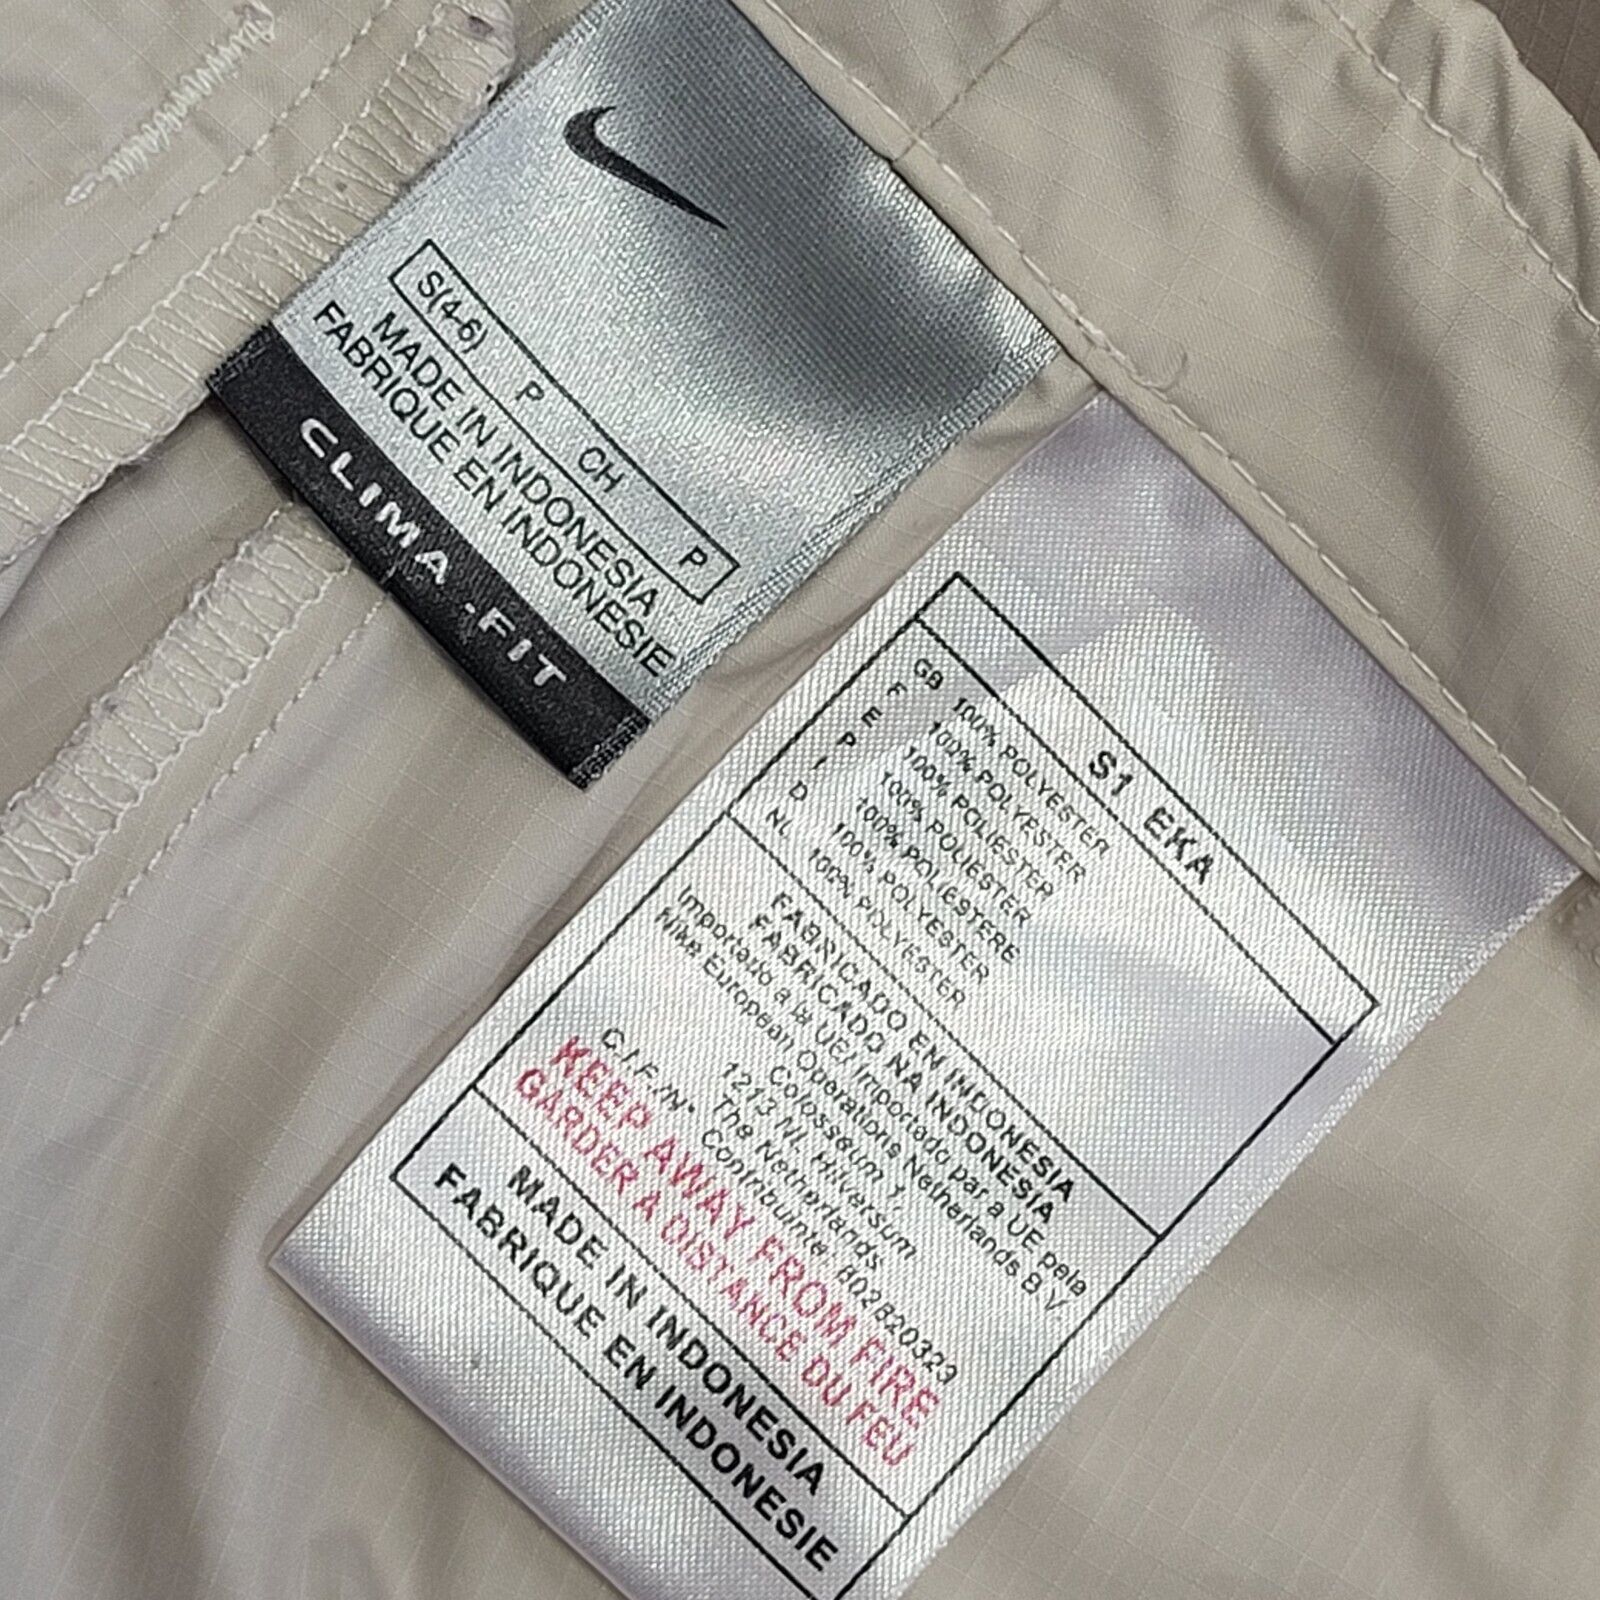 S(4-6) P CH P
MADE IN INDONESIA
FABRIQUE EN INDONESIE
CLIMA-FIT
S1 EKA
GB 100% POLYESTER
F 100% POLYESTER
E 100% POLIESTER
P 100% POLIESTER
I 100% POLIESTERE
D 100% POLYESTER
NL 100% POLYESTER
FABRICADO EN INDONESIA
FABRICADO NA INDONESIA
Importado a la UE/ Importado par a UE pela
Nike European Operations Netherlands B V.
Colosseum 1,
1213 NL Hilversum
The Netherlands
C.I.F./N° Contribuinte: 802820323
KEEP AWAY FROM FIRE
GARDER A DISTANCE DU FEU
MADE IN INDONESIA
FABRIQUE EN INDONESIE